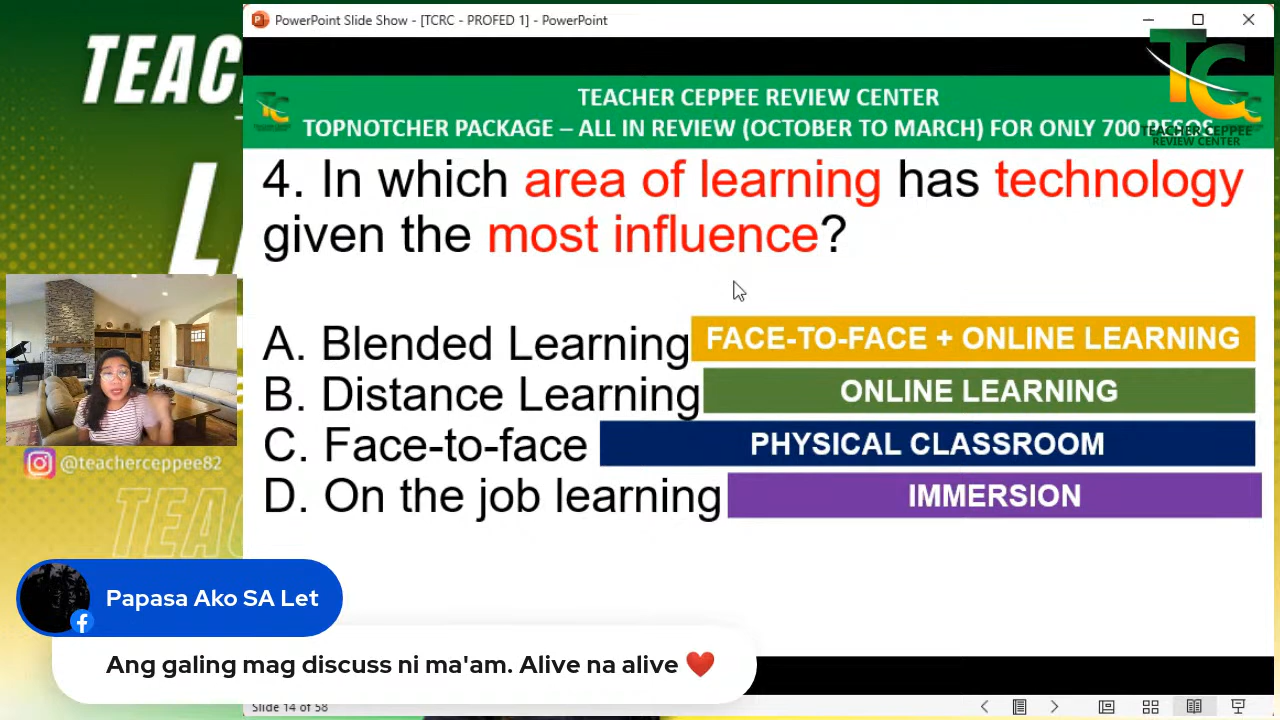 PowerPoint Slide Show - [TCRC - PROFED 1] - PowerPoint
TEAC
TEACHER CEPPEE REVIEW CENTER
TOPNOTCHER PACKAGE – ALL IN REVIEW (OCTOBER TO MARCH) FOR ONLY 700 PESOS
TC
TEACHER CEPPEE
REVIEW CENTER
4. In which area of learning has technology
given the most influence?
A. Blended Learning FACE-TO-FACE + ONLINE LEARNING
B. Distance Learning ONLINE LEARNING
C. Face-to-face PHYSICAL CLASSROOM
D. On the job learning IMMERSION
@teacherceppee82
TEAC
Papasa Ako SA Let
Ang galing mag discuss ni ma'am. Alive na alive ❤️
Slide 14 of 58